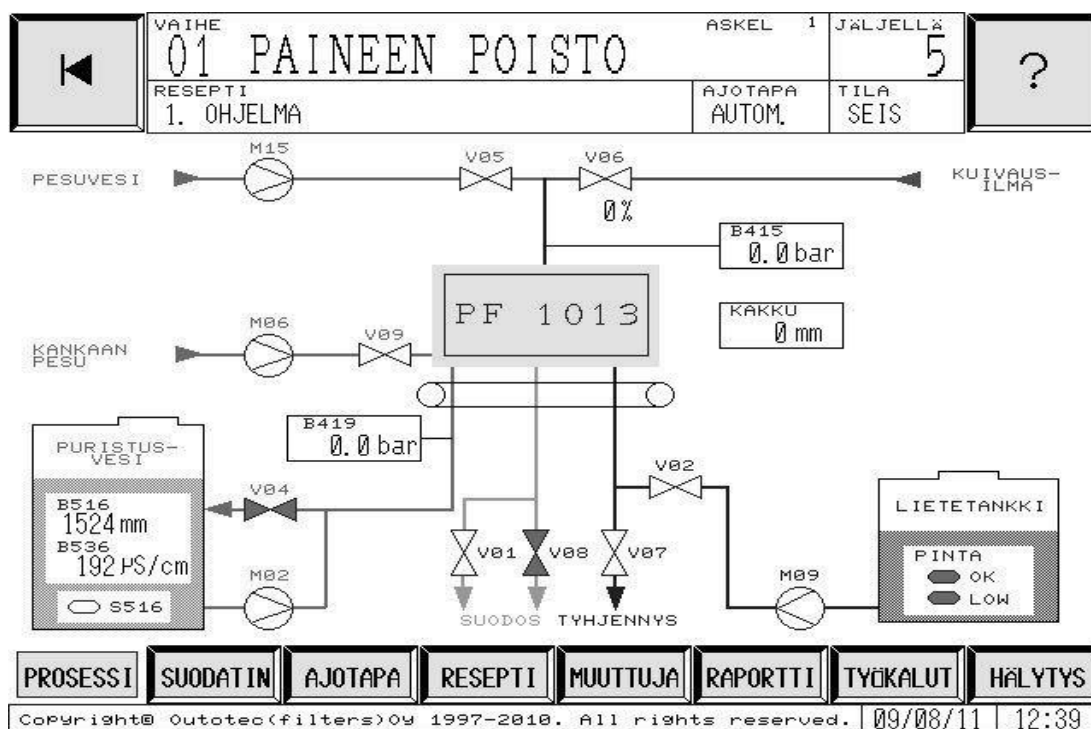 VAIHE
01 PAINEEN POISTO
ASKEL 1
JÄLJELLÄ
5
?
RESEPTI
1. OHJELMA
AJOTAPA
AUTOM.
TILA
SEIS
M15
V05
V06
PESUVESI
KUIVAUS-
ILMA
0%
B415
0.0 bar
PF 1013
KAKKU
0 mm
M06
V09
KANKAAN
PESU
B419
0.0 bar
PURISTUS-
VESI
V04
V02
B516
1524 mm
B536
192 µS/cm
S516
M02
V01
V08
V07
M09
LIETETANKKI
PINTA
OK
LOW
SUODOS
TYHJENNYS
PROSESSI
SUODATIN
AJOTAPA
RESEPTI
MUUTTUJA
RAPORTTI
TYÖKALUT
HÄLYTYS
Copyright® Outotec(filters)Oy 1997-2010. All rights reserved.
09/08/11
12:39